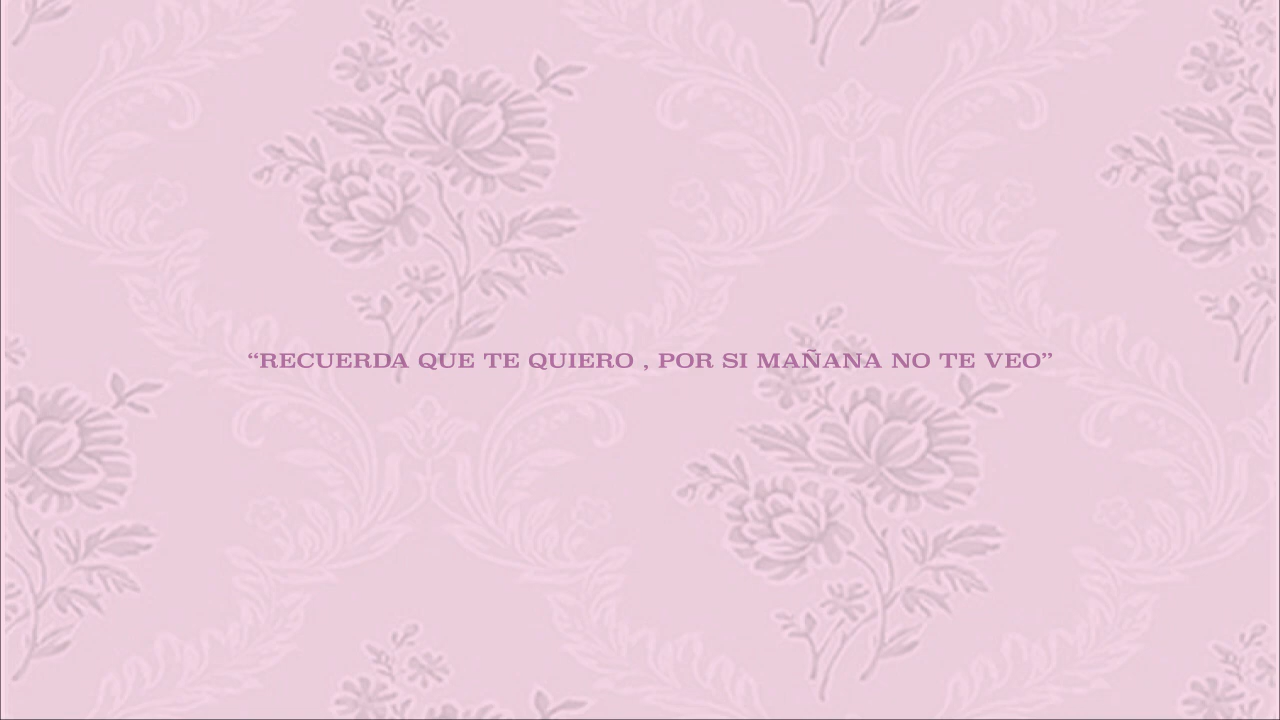 “RECUERDA QUE TE QUIERO , POR SI MAÑANA NO TE VEO”